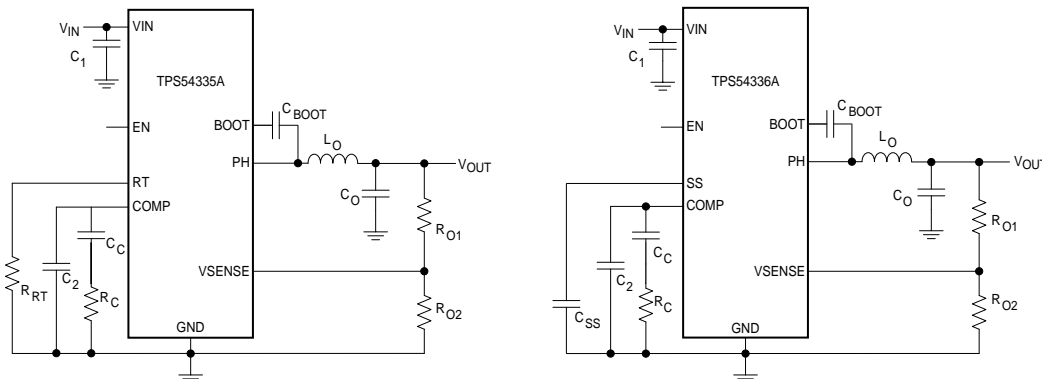 VIN
VIN
C1
TPS54335A
CBOOT
BOOT
EN
LO
PH
VOUT
RT
CO
COMP
RO1
CC
C2
VSENSE
RRT
RC
RO2
GND
VIN
VIN
C1
TPS54336A
CBOOT
BOOT
EN
LO
PH
VOUT
SS
CO
COMP
RO1
CC
C2
VSENSE
RC
CSS
RO2
GND